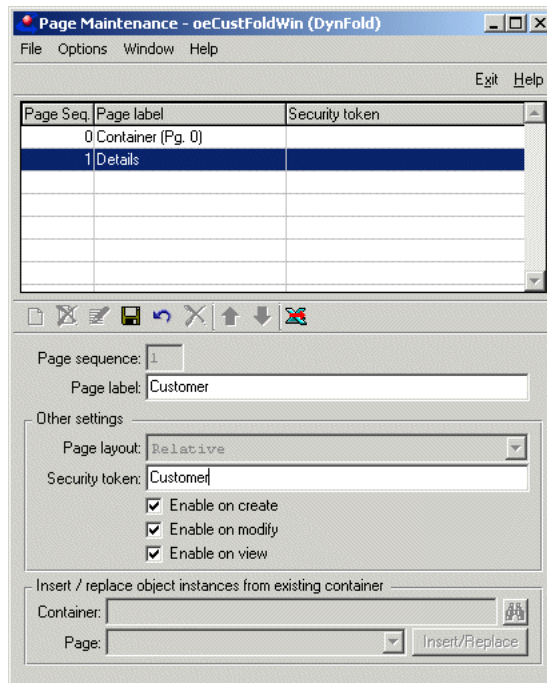 Page Maintenance - oeCustFoldWin (DynFold)
File Options Window Help
Exit Help
Page Seq. Page label Security token
0 Container (Pg. 0)
1 Details
Page sequence: 1
Page label: Customer
Other settings
Page layout: Relative
Security token: Customer
Enable on create
Enable on modify
Enable on view
Insert / replace object instances from existing container
Container:
Page: Insert/Replace